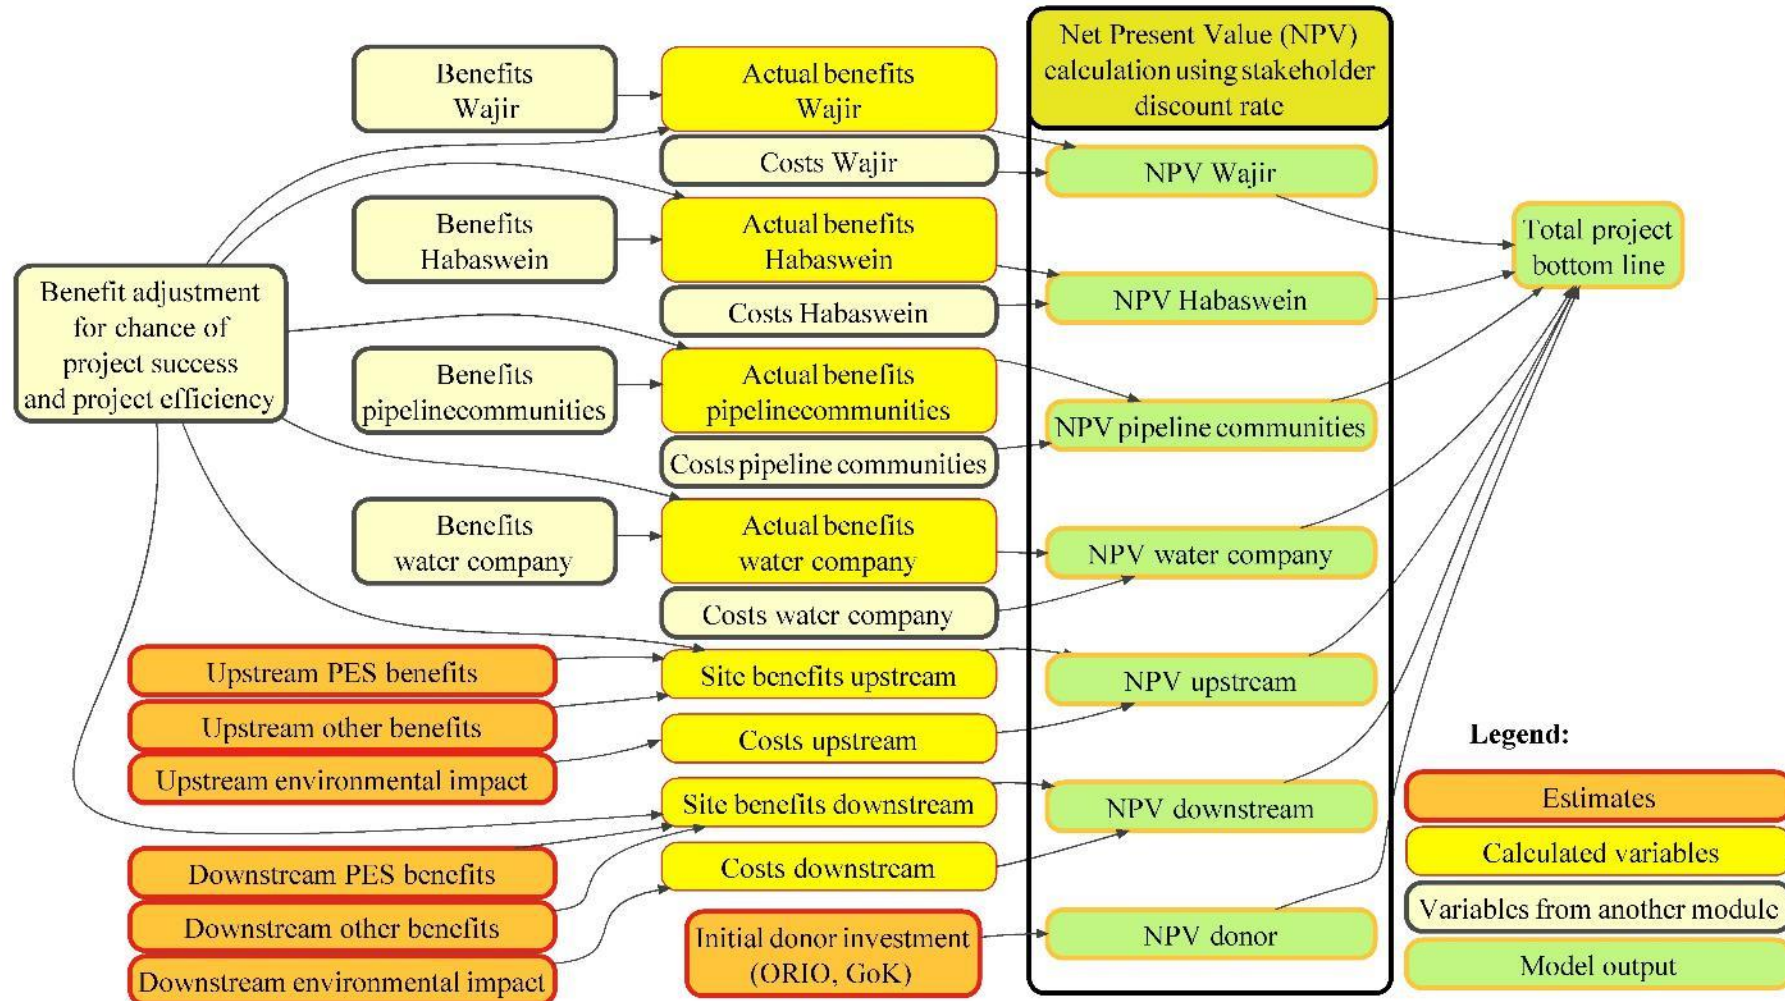 Net Present Value (NPV)
calculation using stakeholder
discount rate
Benefits
Wajir
Actual benefits
Wajir
Costs Wajir
NPV Wajir
Benefits
Habaswein
Actual benefits
Habaswein
Costs Habaswein
NPV Habaswein
Total project
bottom line
Benefit adjustment
for chance of
project success
and project efficiency
Benefits
pipelinecommunities
Actual benefits
pipelinecommunities
Costs pipeline communities
NPV pipeline communities
Benefits
water company
Actual benefits
water company
Costs water company
NPV water company
Upstream PES benefits
Upstream other benefits
Upstream environmental impact
Site benefits upstream
Costs upstream
NPV upstream
Site benefits downstream
Costs downstream
NPV downstream
Downstream PES benefits
Downstream other benefits
Downstream environmental impact
Initial donor investment
(ORIO, GoK)
NPV donor
Legend:
Estimates
Calculated variables
Variables from another module
Model output